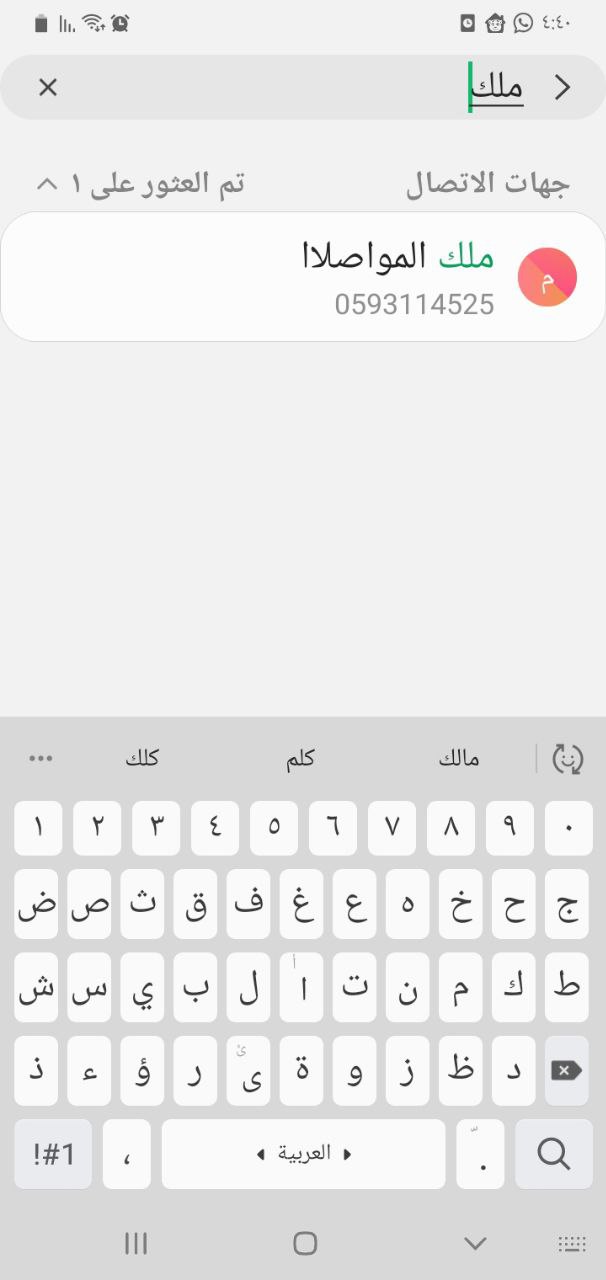 ٤:٤٠
ملك
جهات الاتصال تم العثور على ١
م
ملك المواصلاا
0593114525
مالك كلم كلك
١ ٢ ٣ ٤ ٥ ٦ ٧ ٨ ٩ ٠
ض ص ث ق ف غ ع ه خ ح ج
ش س ي ب ل ا أ ت ن م ك ط
ذ ء ؤ ر ى ئ ة و ز ظ د
!#1 ، العربية .